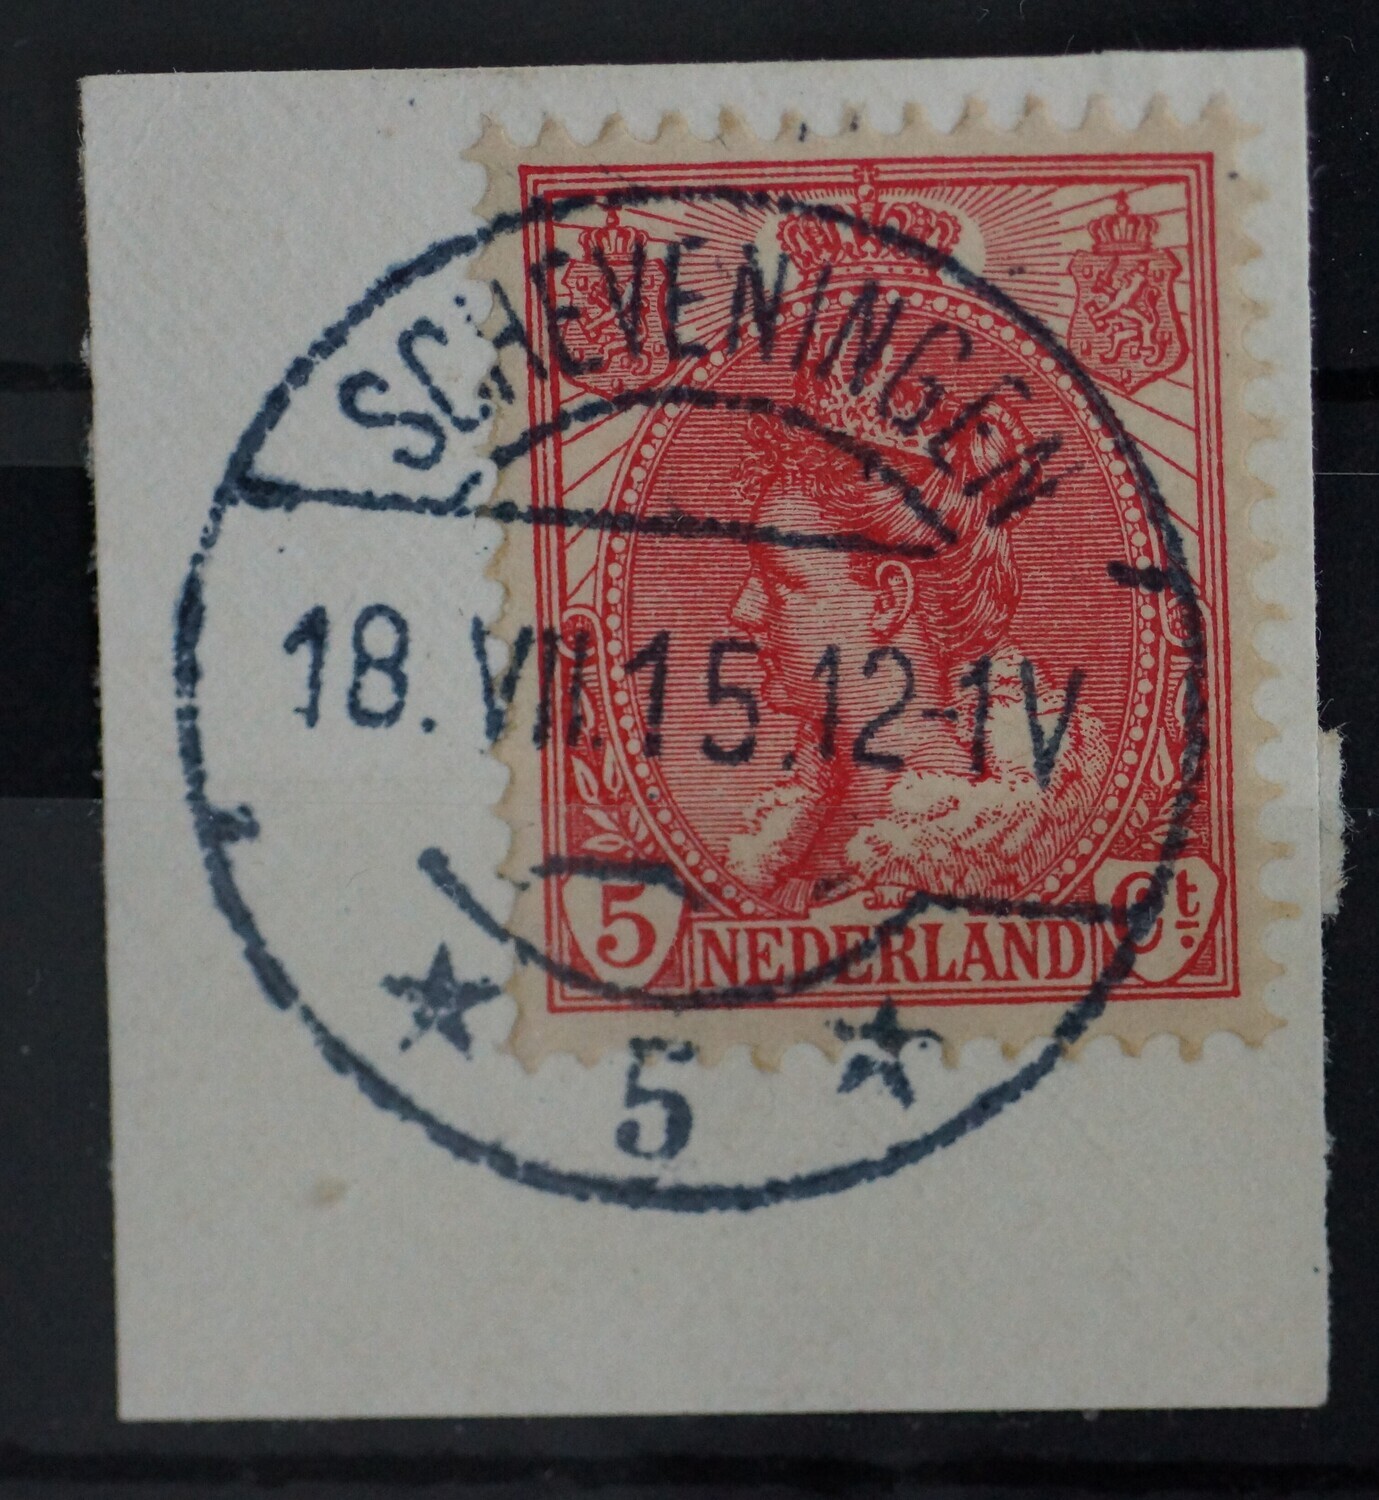 SCHEVENINGEN
18.VII.15.12-1V
5 NEDERLAND Ct.
5